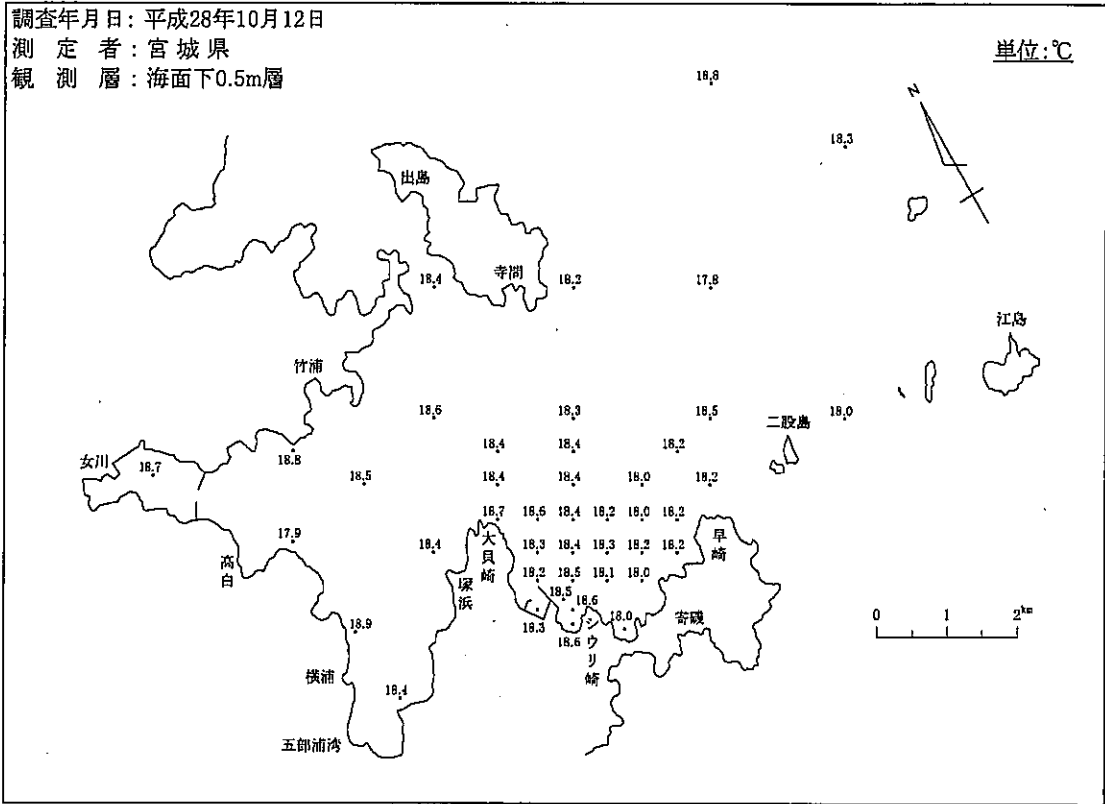 調査年月日：平成28年10月12日
測定者：宮城県
観測層：海面下0.5m層
単位:℃
18.8
N
18.3
出島
寺間
18.4
18.2
17.8
江島
竹浦
18.6
18.3
18.5
18.0
二股島
18.8
18.4
18.4
18.2
女川
18.7
18.5
18.4
18.4
18.0
18.2
18.7
18.6
18.4
18.2
18.0
18.2
17.9
18.4
大貝崎
18.3
18.4
18.3
18.2
18.2
早崎
高白
塚浜
18.2
18.5
18.1
18.0
18.5
18.6
18.3
18.6
18.0
シウリ崎
寄磯
0 1 2km
18.9
横浦
18.4
五部浦湾